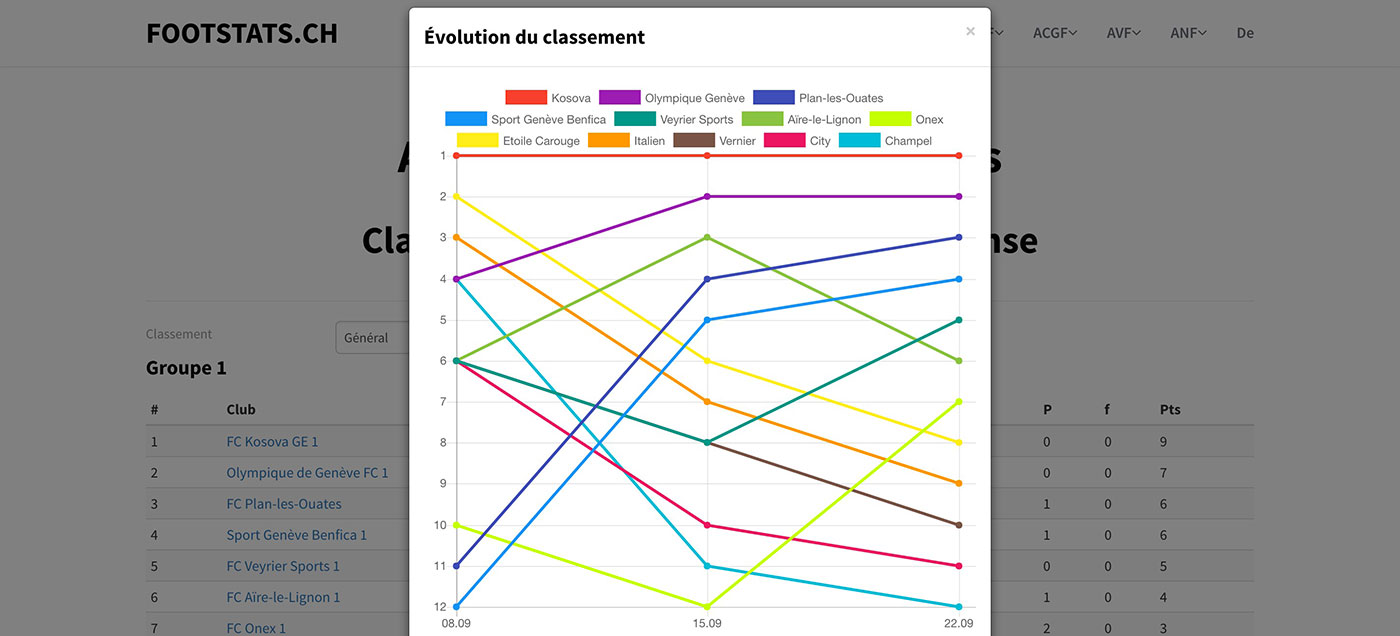 FOOTSTATS.CH
ACGF AVF ANF De
Évolution du classement ×
Kosova Olympique Genève Plan-les-Ouates
Sport Genève Benfica Veyrier Sports Aïre-le-Lignon Onex
Etoile Carouge Italien Vernier City Champel
1
2
3
4
5
6
7
8
9
10
11
12
08.09 15.09 22.09
Classement Général
Groupe 1
# Club P f Pts
1 FC Kosova GE 1 0 0 9
2 Olympique de Genève FC 1 0 0 7
3 FC Plan-les-Ouates 1 0 6
4 Sport Genève Benfica 1 1 0 6
5 FC Veyrier Sports 1 0 0 5
6 FC Aïre-le-Lignon 1 1 0 4
7 FC Onex 1 2 0 3